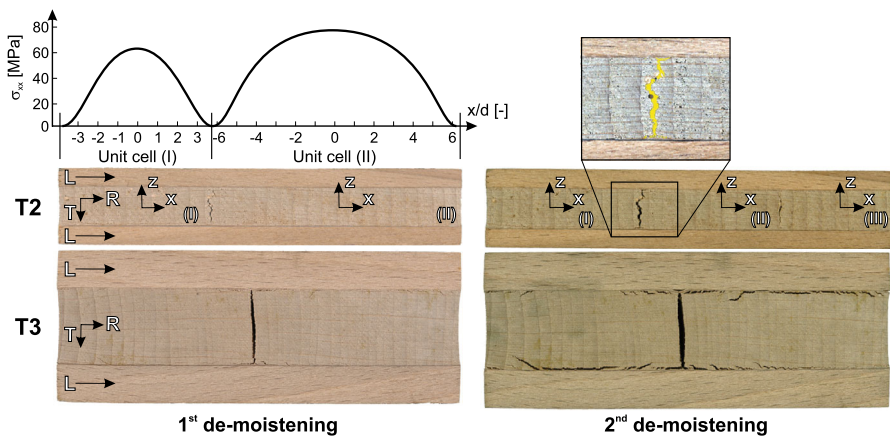 σxx [MPa]
80
60
40
20
0
-3 -2 -1 0 1 2 3 -6 -4 -2 0 2 4 6
x/d [-]
Unit cell (I) Unit cell (II)
T2
L
R
T
z
x
(I)
z
x
(II)
L
z
x
(I)
z
x
(II)
z
x
(III)
T3
L
R
T
L
1st de-moistening
2nd de-moistening